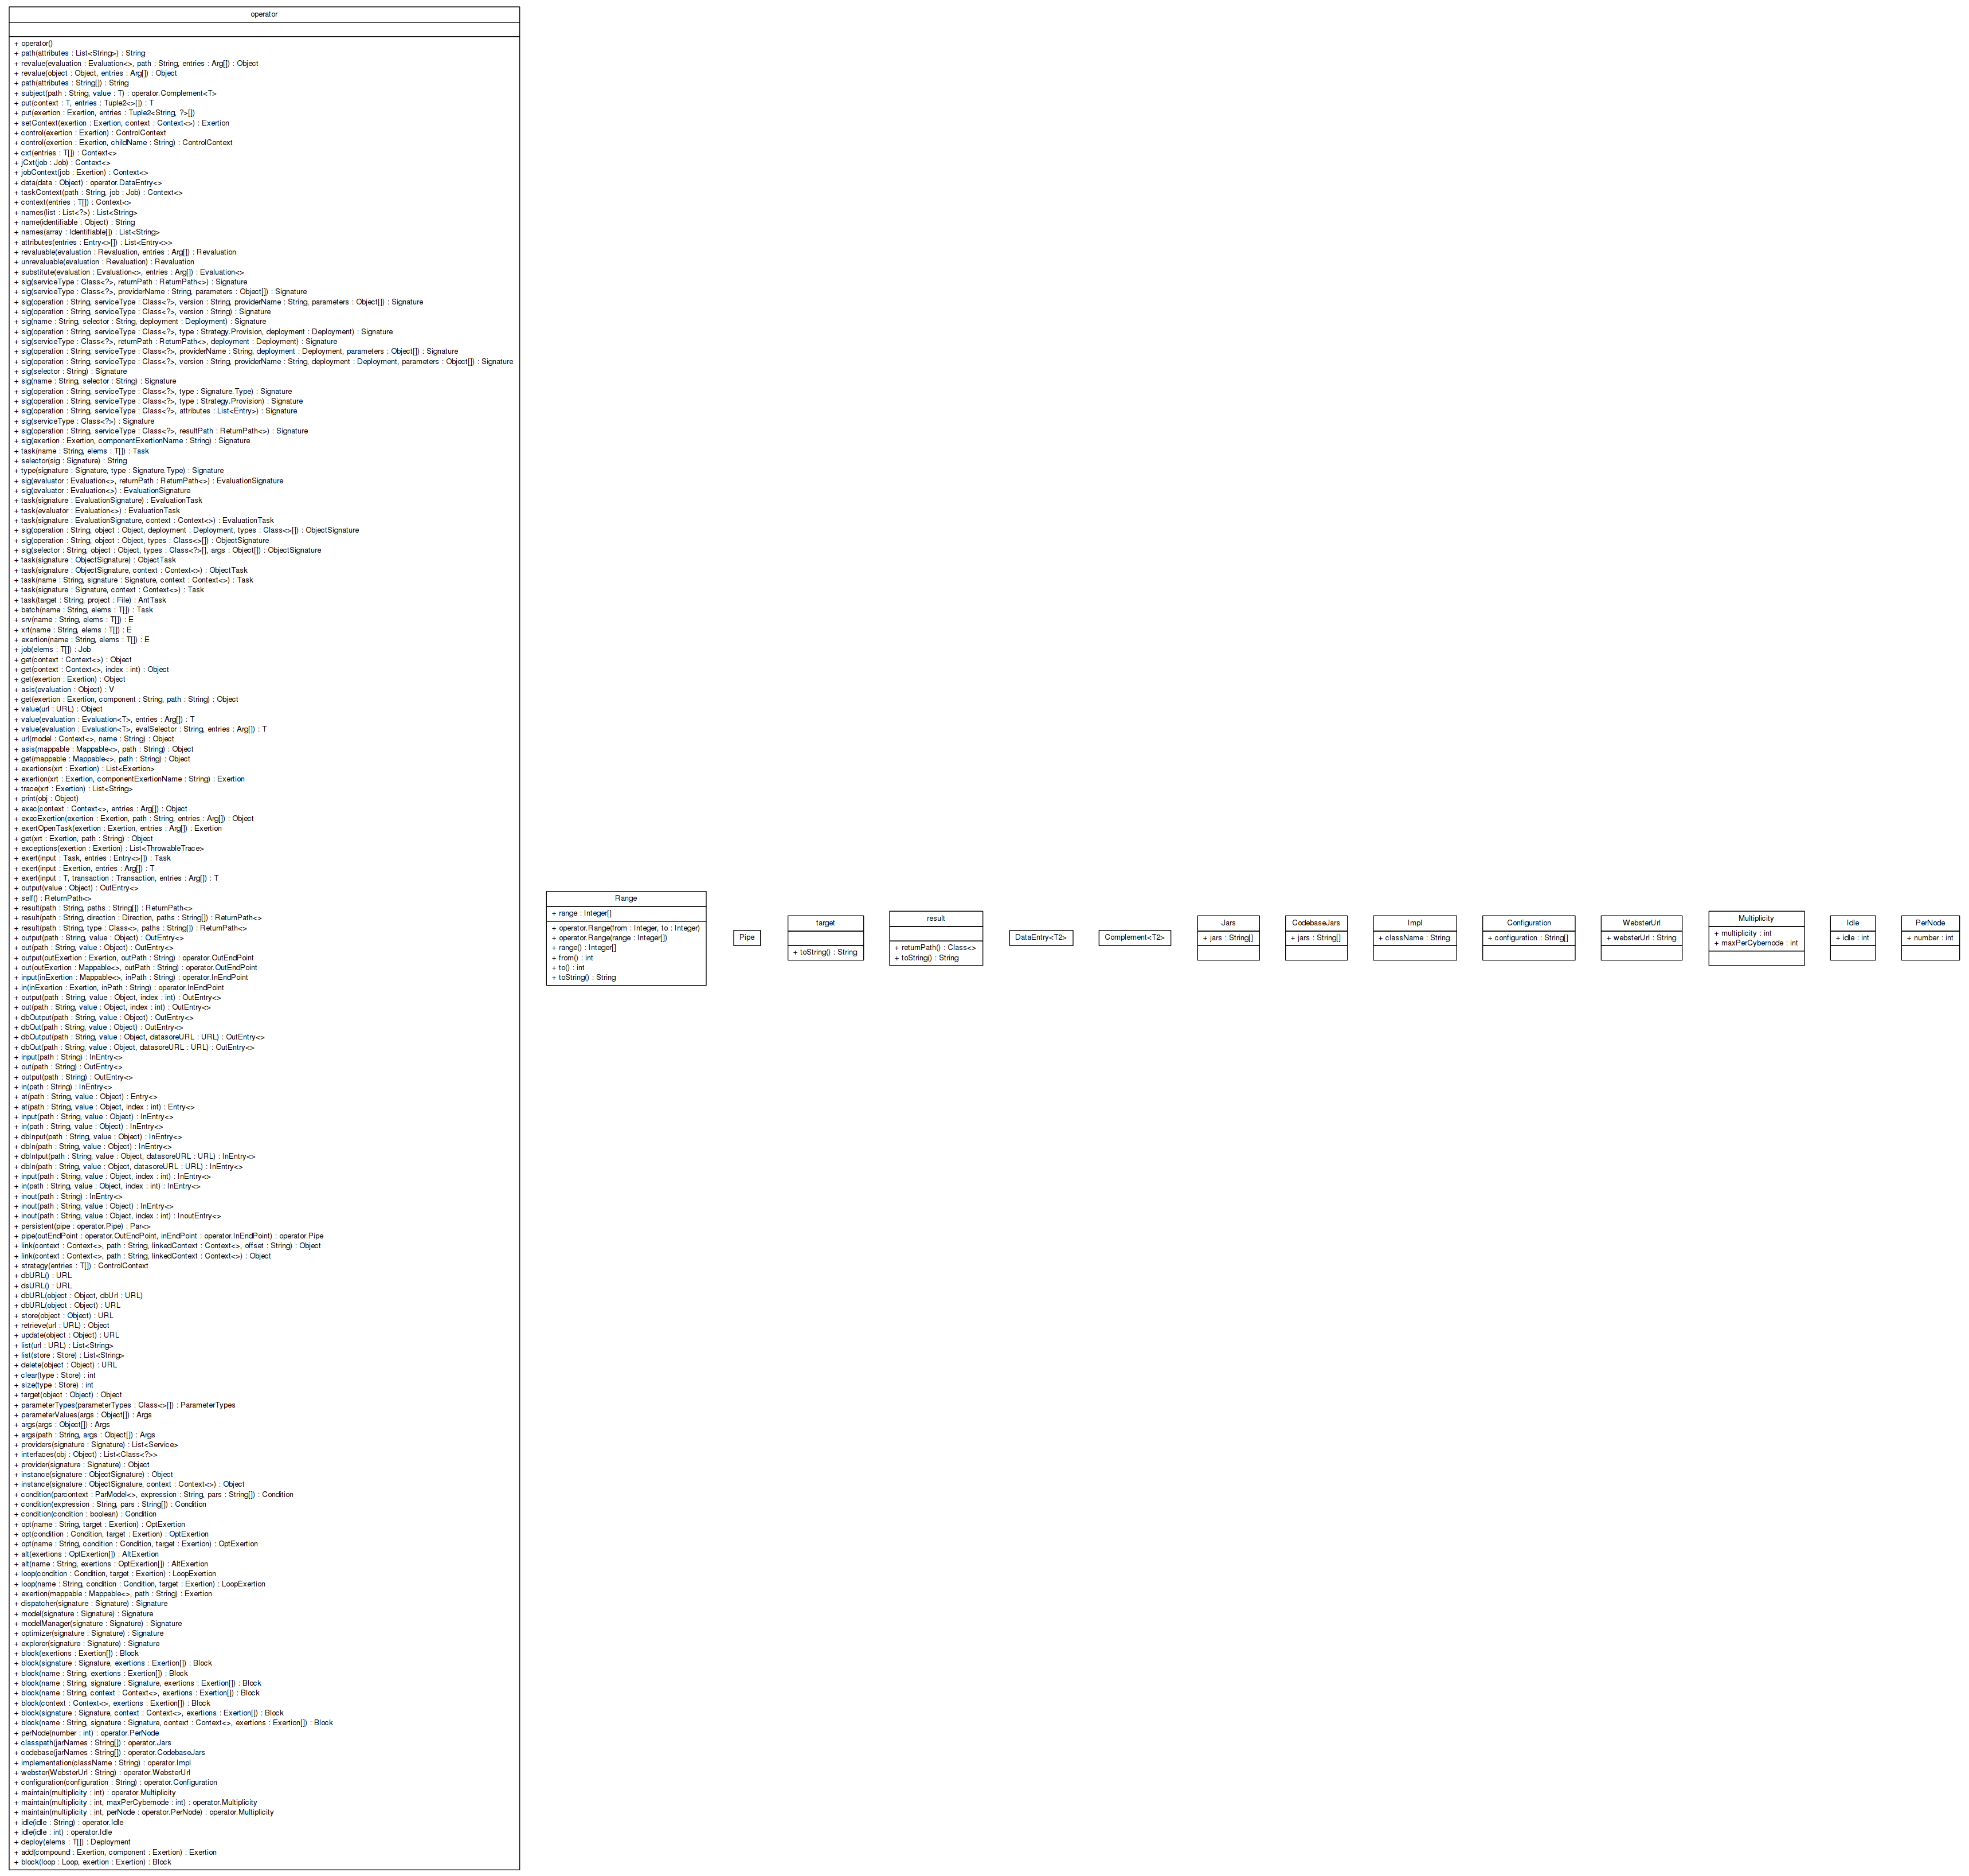 operator
+ operator()
+ path(attributes : List<String>) : String
+ revalue(evaluation : Evaluation<>, path : String, entries : Arg[]) : Object
+ revalue(object : Object, entries : Arg[]) : Object
+ path(attributes : String[]) : String
+ subject(path : String, value : T) : operator.Complement<T>
+ put(context : T, entries : Tuple2<>[]) : T
+ put(exertion : Exertion, entries : Tuple2<String, ?>[])
+ setContext(exertion : Exertion, context : Context<>) : Exertion
+ control(exertion : Exertion) : ControlContext
+ control(exertion : Exertion, childName : String) : ControlContext
+ cxt(entries : T[]) : Context<>
+ jCxt(job : Job) : Context<>
+ jobContext(job : Exertion) : Context<>
+ data(data : Object) : operator.DataEntry<>
+ taskContext(path : String, job : Job) : Context<>
+ context(entries : T[]) : Context<>
+ names(list : List<?>) : List<String>
+ name(identifiable : Object) : String
+ names(array : Identifiable[]) : List<String>
+ attributes(entries : Entry<>[]) : List<Entry<>>
+ revaluable(evaluation : Revaluation, entries : Arg[]) : Revaluation
+ unrevaluable(evaluation : Revaluation) : Revaluation
+ substitute(evaluation : Evaluation<>, entries : Arg[]) : Evaluation<>
+ sig(serviceType : Class<?>, returnPath : ReturnPath<>) : Signature
+ sig(serviceType : Class<?>, providerName : String, parameters : Object[]) : Signature
+ sig(operation : String, serviceType : Class<?>, version : String, providerName : String, parameters : Object[]) : Signature
+ sig(operation : String, serviceType : Class<?>, version : String) : Signature
+ sig(name : String, selector : String, deployment : Deployment) : Signature
+ sig(operation : String, serviceType : Class<?>, type : Strategy.Provision, deployment : Deployment) : Signature
+ sig(serviceType : Class<?>, returnPath : ReturnPath<>, deployment : Deployment) : Signature
+ sig(operation : String, serviceType : Class<?>, providerName : String, deployment : Deployment, parameters : Object[]) : Signature
+ sig(operation : String, serviceType : Class<?>, version : String, providerName : String, deployment : Deployment, parameters : Object[]) : Signature
+ sig(selector : String) : Signature
+ sig(name : String, selector : String) : Signature
+ sig(operation : String, serviceType : Class<?>, type : Signature.Type) : Signature
+ sig(operation : String, serviceType : Class<?>, type : Strategy.Provision) : Signature
+ sig(operation : String, serviceType : Class<?>, attributes : List<Entry>) : Signature
+ sig(serviceType : Class<?>) : Signature
+ sig(operation : String, serviceType : Class<?>, resultPath : ReturnPath<>) : Signature
+ sig(exertion : Exertion, componentExertionName : String) : Signature
+ task(name : String, elems : T[]) : Task
+ selector(sig : Signature) : String
+ type(signature : Signature, type : Signature.Type) : Signature
+ sig(evaluator : Evaluation<>, returnPath : ReturnPath<>) : EvaluationSignature
+ sig(evaluator : Evaluation<>) : EvaluationSignature
+ task(signature : EvaluationSignature) : EvaluationTask
+ task(evaluator : Evaluation<>) : EvaluationTask
+ task(signature : EvaluationSignature, context : Context<>) : EvaluationTask
+ sig(operation : String, object : Object, deployment : Deployment, types : Class<>[]) : ObjectSignature
+ sig(operation : String, object : Object, types : Class<>[]) : ObjectSignature
+ sig(selector : String, object : Object, types : Class<?>[], args : Object[]) : ObjectSignature
+ task(signature : ObjectSignature) : ObjectTask
+ task(signature : ObjectSignature, context : Context<>) : ObjectTask
+ task(name : String, signature : Signature, context : Context<>) : Task
+ task(signature : Signature, context : Context<>) : Task
+ task(target : String, project : File) : AntTask
+ batch(name : String, elems : T[]) : Task
+ srv(name : String, elems : T[]) : E
+ xrt(name : String, elems : T[]) : E
+ exertion(name : String, elems : T[]) : E
+ job(elems : T[]) : Job
+ get(context : Context<>) : Object
+ get(context : Context<>, index : int) : Object
+ get(exertion : Exertion) : Object
+ asis(evaluation : Object) : V
+ get(exertion : Exertion, component : String, path : String) : Object
+ value(url : URL) : Object
+ value(evaluation : Evaluation<T>, entries : Arg[]) : T
+ value(evaluation : Evaluation<T>, evalSelector : String, entries : Arg[]) : T
+ url(model : Context<>, name : String) : Object
+ asis(mappable : Mappable<>, path : String) : Object
+ get(mappable : Mappable<>, path : String) : Object
+ exertions(xrt : Exertion) : List<Exertion>
+ exertion(xrt : Exertion, componentExertionName : String) : Exertion
+ trace(xrt : Exertion) : List<String>
+ print(obj : Object)
+ exec(context : Context<>, entries : Arg[]) : Object
+ execExertion(exertion : Exertion, path : String, entries : Arg[]) : Object
+ exertOpenTask(exertion : Exertion, entries : Arg[]) : Exertion
+ get(xrt : Exertion, path : String) : Object
+ exceptions(exertion : Exertion) : List<ThrowableTrace>
+ exert(input : Task, entries : Entry<>[]) : Task
+ exert(input : Exertion, entries : Arg[]) : T
+ exert(input : T, transaction : Transaction, entries : Arg[]) : T
+ output(value : Object) : OutEntry<>
+ self() : ReturnPath<>
+ result(path : String, paths : String[]) : ReturnPath<>
+ result(path : String, direction : Direction, paths : String[]) : ReturnPath<>
+ result(path : String, type : Class<>, paths : String[]) : ReturnPath<>
+ output(path : String, value : Object) : OutEntry<>
+ out(path : String, value : Object) : OutEntry<>
+ output(outExertion : Exertion, outPath : String) : operator.OutEndPoint
+ out(outExertion : Mappable<>, outPath : String) : operator.OutEndPoint
+ input(inExertion : Mappable<>, inPath : String) : operator.InEndPoint
+ in(inExertion : Exertion, inPath : String) : operator.InEndPoint
+ output(path : String, value : Object, index : int) : OutEntry<>
+ out(path : String, value : Object, index : int) : OutEntry<>
+ dbOutput(path : String, value : Object) : OutEntry<>
+ dbOut(path : String, value : Object) : OutEntry<>
+ dbOutput(path : String, value : Object, datasoreURL : URL) : OutEntry<>
+ dbOut(path : String, value : Object, datasoreURL : URL) : OutEntry<>
+ input(path : String) : InEntry<>
+ out(path : String) : OutEntry<>
+ output(path : String) : OutEntry<>
+ in(path : String) : InEntry<>
+ at(path : String, value : Object) : Entry<>
+ at(path : String, value : Object, index : int) : Entry<>
+ input(path : String, value : Object) : InEntry<>
+ in(path : String, value : Object) : InEntry<>
+ dbInput(path : String, value : Object) : InEntry<>
+ dbIn(path : String, value : Object) : InEntry<>
+ dbIntput(path : String, value : Object, datasoreURL : URL) : InEntry<>
+ dbIn(path : String, value : Object, datasoreURL : URL) : InEntry<>
+ input(path : String, value : Object, index : int) : InEntry<>
+ in(path : String, value : Object, index : int) : InEntry<>
+ inout(path : String) : InEntry<>
+ inout(path : String, value : Object) : InEntry<>
+ inout(path : String, value : Object, index : int) : InoutEntry<>
+ persistent(pipe : operator.Pipe) : Par<>
+ pipe(outEndPoint : operator.OutEndPoint, inEndPoint : operator.InEndPoint) : operator.Pipe
+ link(context : Context<>, path : String, linkedContext : Context<>, offset : String) : Object
+ link(context : Context<>, path : String, linkedContext : Context<>) : Object
+ strategy(entries : T[]) : ControlContext
+ dbURL() : URL
+ dsURL() : URL
+ dbURL(object : Object, dbUrl : URL)
+ dbURL(object : Object) : URL
+ store(object : Object) : URL
+ retrieve(url : URL) : Object
+ update(object : Object) : URL
+ list(url : URL) : List<String>
+ list(store : Store) : List<String>
+ delete(object : Object) : URL
+ clear(type : Store) : int
+ size(type : Store) : int
+ target(object : Object) : Object
+ parameterTypes(parameterTypes : Class<>[]) : ParameterTypes
+ parameterValues(args : Object[]) : Args
+ args(args : Object[]) : Args
+ args(path : String, args : Object[]) : Args
+ providers(signature : Signature) : List<Service>
+ interfaces(obj : Object) : List<Class<?>>
+ provider(signature : Signature) : Object
+ instance(signature : ObjectSignature) : Object
+ instance(signature : ObjectSignature, context : Context<>) : Object
+ condition(parcontext : ParModel<>, expression : String, pars : String[]) : Condition
+ condition(expression : String, pars : String[]) : Condition
+ condition(condition : boolean) : Condition
+ opt(name : String, target : Exertion) : OptExertion
+ opt(condition : Condition, target : Exertion) : OptExertion
+ opt(name : String, condition : Condition, target : Exertion) : OptExertion
+ alt(exertions : OptExertion[]) : AltExertion
+ alt(name : String, exertions : OptExertion[]) : AltExertion
+ loop(condition : Condition, target : Exertion) : LoopExertion
+ loop(name : String, condition : Condition, target : Exertion) : LoopExertion
+ exertion(mappable : Mappable<>, path : String) : Exertion
+ dispatcher(signature : Signature) : Signature
+ model(signature : Signature) : Signature
+ modelManager(signature : Signature) : Signature
+ optimizer(signature : Signature) : Signature
+ explorer(signature : Signature) : Signature
+ block(exertions : Exertion[]) : Block
+ block(signature : Signature, exertions : Exertion[]) : Block
+ block(name : String, exertions : Exertion[]) : Block
+ block(name : String, signature : Signature, exertions : Exertion[]) : Block
+ block(name : String, context : Context<>, exertions : Exertion[]) : Block
+ block(context : Context<>, exertions : Exertion[]) : Block
+ block(signature : Signature, context : Context<>, exertions : Exertion[]) : Block
+ block(name : String, signature : Signature, context : Context<>, exertions : Exertion[]) : Block
+ perNode(number : int) : operator.PerNode
+ classpath(jarNames : String[]) : operator.Jars
+ codebase(jarNames : String[]) : operator.CodebaseJars
+ implementation(className : String) : operator.Impl
+ webster(WebsterUrl : String) : operator.WebsterUrl
+ configuration(configuration : String) : operator.Configuration
+ maintain(multiplicity : int) : operator.Multiplicity
+ maintain(multiplicity : int, maxPerCybernode : int) : operator.Multiplicity
+ maintain(multiplicity : int, perNode : operator.PerNode) : operator.Multiplicity
+ idle(idle : String) : operator.Idle
+ idle(idle : int) : operator.Idle
+ deploy(elems : T[]) : Deployment
+ add(compound : Exertion, component : Exertion) : Exertion
+ block(loop : Loop, exertion : Exertion) : Block
Range
+ range : Integer[]
+ operator.Range(from : Integer, to : Integer)
+ operator.Range(range : Integer[])
+ range() : Integer[]
+ from() : int
+ to() : int
+ toString() : String
Pipe
target
+ toString() : String
result
+ returnPath() : Class<>
+ toString() : String
DataEntry<T2>
Complement<T2>
Jars
+ jars : String[]
CodebaseJars
+ jars : String[]
Impl
+ className : String
Configuration
+ configuration : String[]
WebsterUrl
+ websterUrl : String
Multiplicity
+ multiplicity : int
+ maxPerCybernode : int
Idle
+ idle : int
PerNode
+ number : int